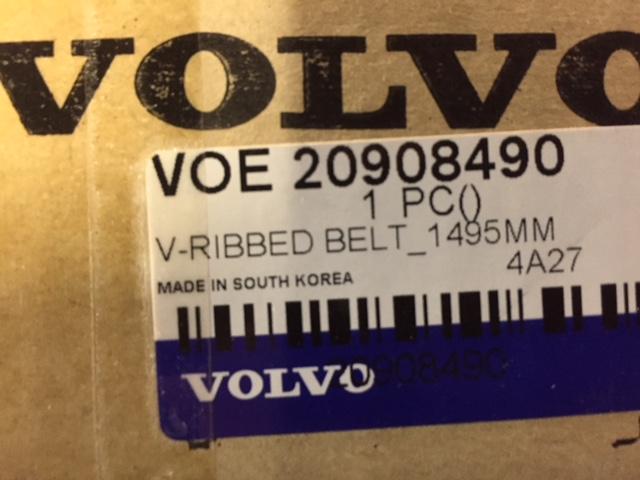 VOLVO
VOE 20908490
1 PC()
V-RIBBED BELT_1495MM
4A27
MADE IN SOUTH KOREA
VOLVO
20908490